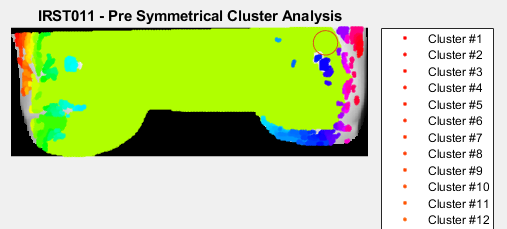 IRST011 - Pre Symmetrical Cluster Analysis
Cluster #1
Cluster #2
Cluster #3
Cluster #4
Cluster #5
Cluster #6
Cluster #7
Cluster #8
Cluster #9
Cluster #10
Cluster #11
Cluster #12